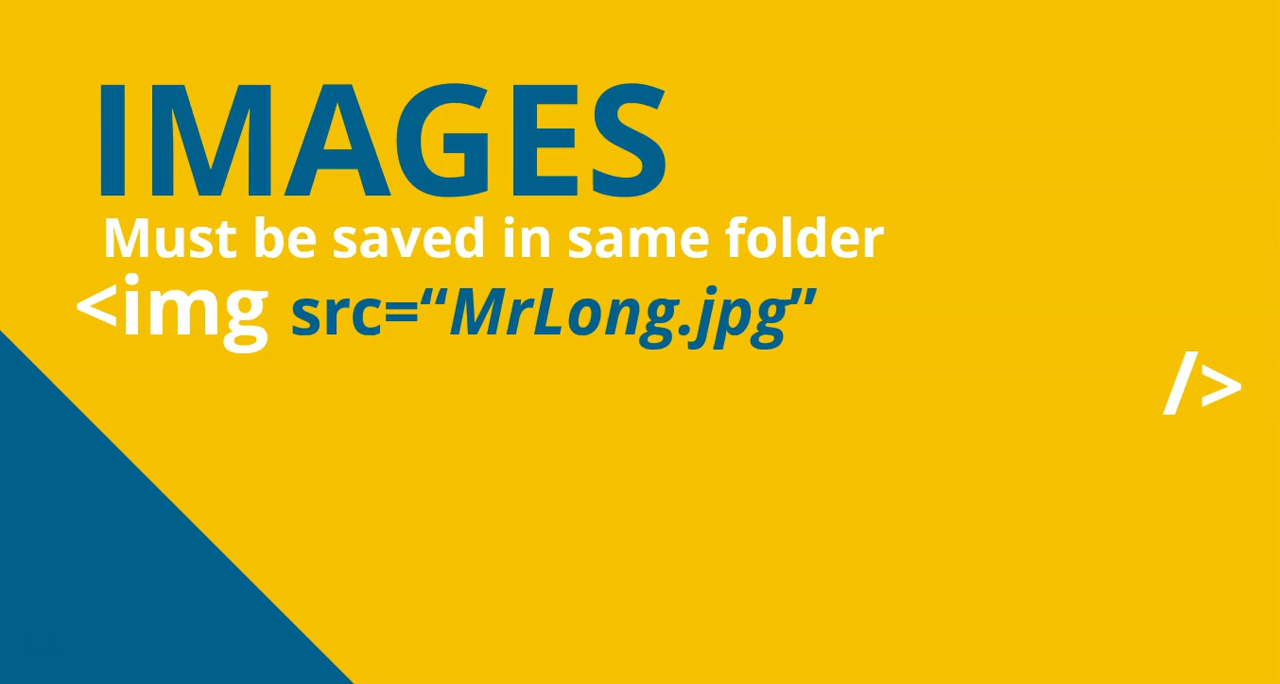 IMAGES
Must be saved in same folder
<img src=“MrLong.jpg”
/>